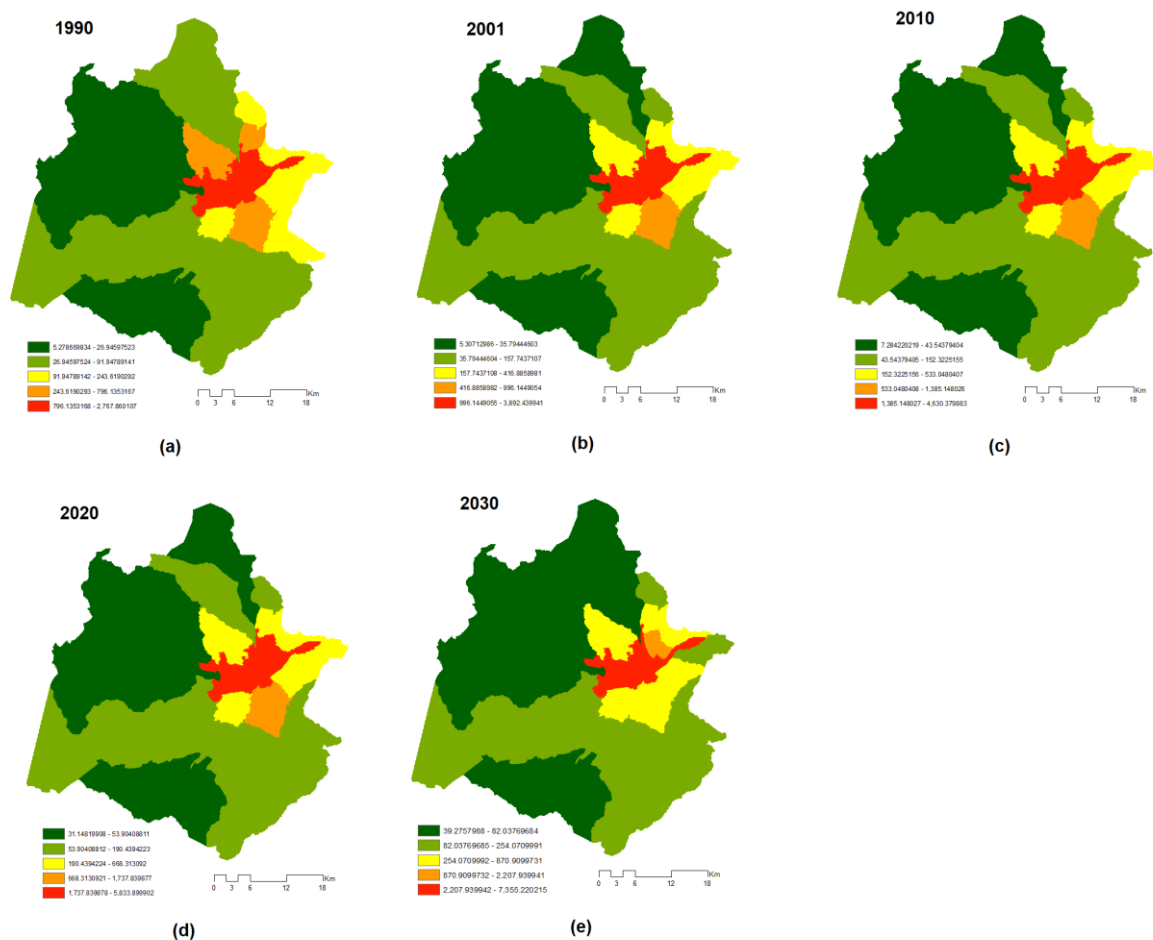 1990
5.278669834 - 26.94597523
26.94597524 - 91.94789141
91.94789142 - 243.6190292
243.6190293 - 796.1353167
796.1353168 - 2,767.860107
Km
0 3 6 12 18
(a)
2001
5.30712986 - 35.79444603
35.79444604 - 157.7437107
157.7437108 - 416.8858981
416.8858982 - 996.1449054
996.1449055 - 3,892.439941
Km
0 3 6 12 18
(b)
2010
7.284220219 - 43.54379404
43.54379405 - 152.3225155
152.3225156 - 533.0480407
533.0480408 - 1,385.148026
1,385.148027 - 4,630.379883
Km
0 3 6 12 18
(c)
2020
31.14819908 - 53.90408811
53.90408812 - 190.4394223
190.4394224 - 668.313092
668.3130921 - 1,737.839877
1,737.839878 - 5,833.899902
Km
0 3 6 12 18
(d)
2030
39.2757988 - 82.03769684
82.03769685 - 254.0709991
254.0709992 - 870.9099731
870.9099732 - 2,207.939941
2,207.939942 - 7,355.220215
Km
0 3 6 12 18
(e)